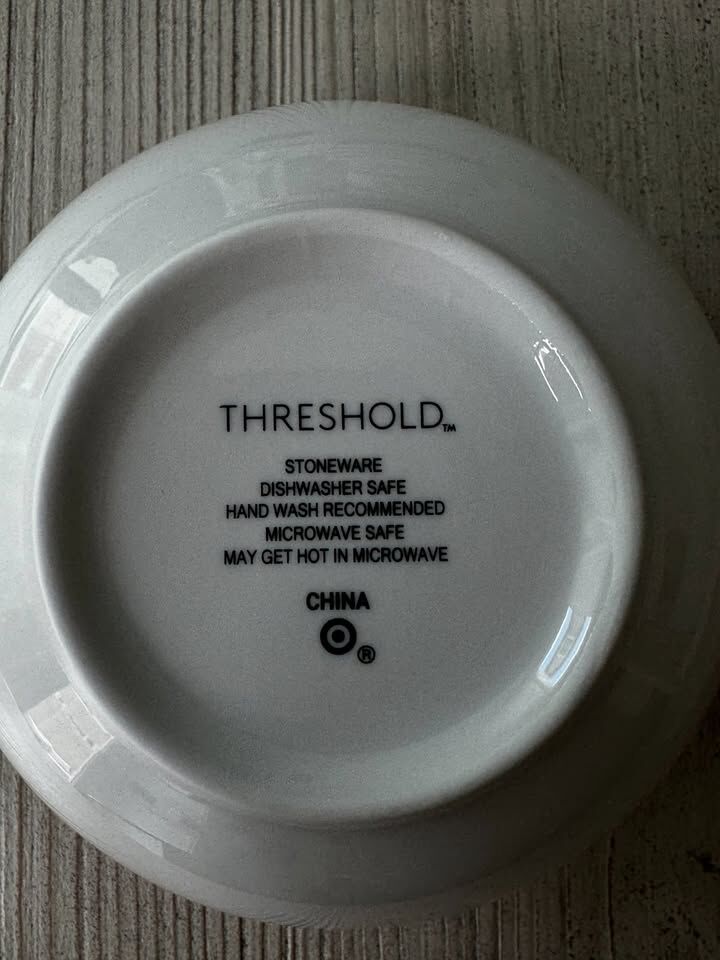 THRESHOLD™
STONEWARE
DISHWASHER SAFE
HAND WASH RECOMMENDED
MICROWAVE SAFE
MAY GET HOT IN MICROWAVE
CHINA
®